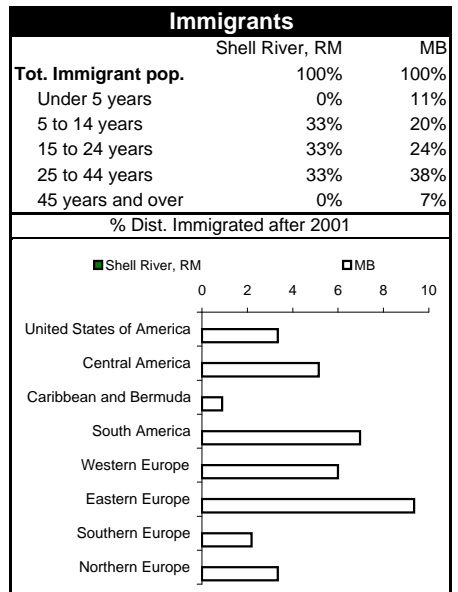 Immigrants
Shell River, RM MB
Tot. Immigrant pop. 100% 100%
Under 5 years 0% 11%
5 to 14 years 33% 20%
15 to 24 years 33% 24%
25 to 44 years 33% 38%
45 years and over 0% 7%
% Dist. Immigrated after 2001
Shell River, RM MB
0 2 4 6 8 10
United States of America
Central America
Caribbean and Bermuda
South America
Western Europe
Eastern Europe
Southern Europe
Northern Europe